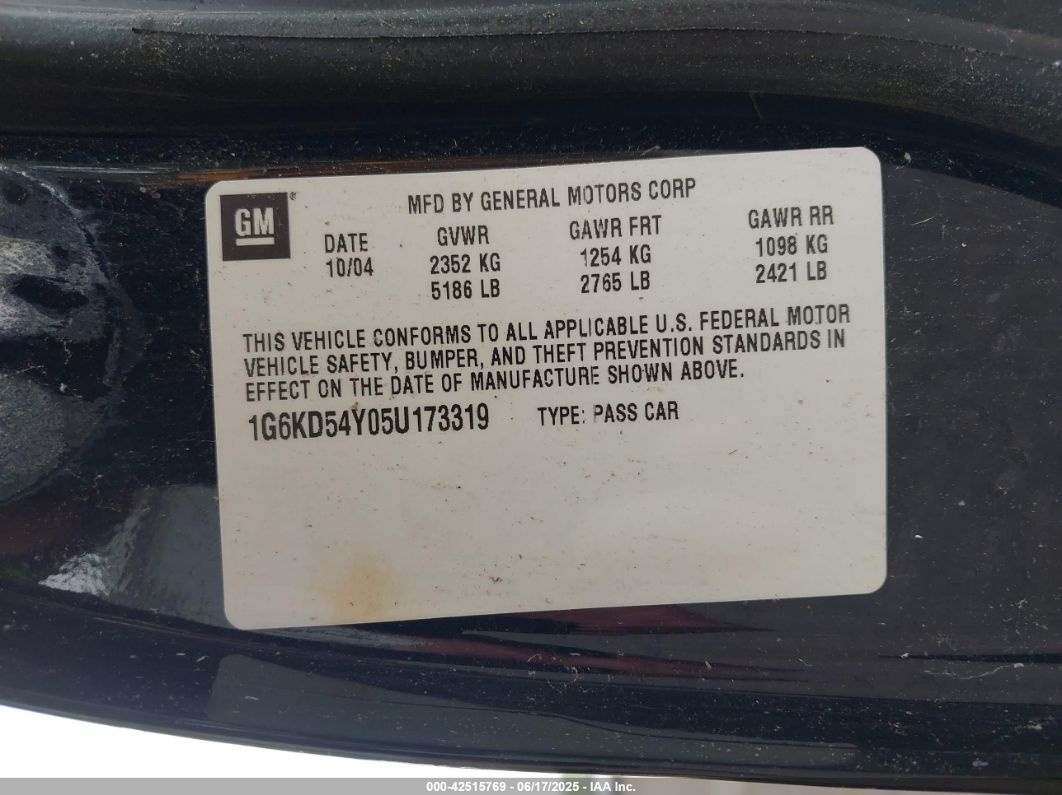 GM®
MFD BY GENERAL MOTORS CORP
DATE GVWR GAWR FRT GAWR RR
10/04 2352 KG 1254 KG 1098 KG
5186 LB 2765 LB 2421 LB
THIS VEHICLE CONFORMS TO ALL APPLICABLE U.S. FEDERAL MOTOR
VEHICLE SAFETY, BUMPER, AND THEFT PREVENTION STANDARDS IN
EFFECT ON THE DATE OF MANUFACTURE SHOWN ABOVE.
1G6KD54Y05U173319 TYPE: PASS CAR
000-42515769 - 06/17/2025 - IAA Inc.